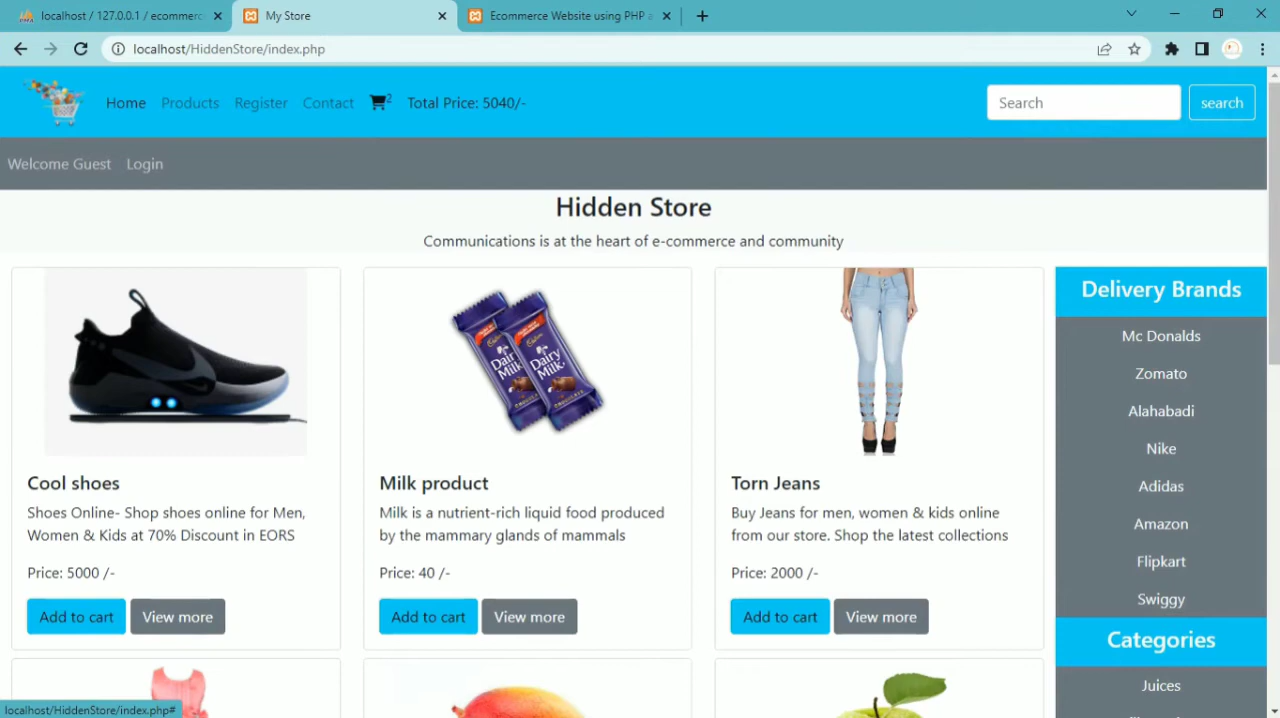 localhost / 127.0.0.1 / ecommerc
My Store
Ecommerce Website using PHP a
localhost/HiddenStore/index.php
Home Products Register Contact 2 Total Price: 5040/-
Search search
Welcome Guest Login
Hidden Store
Communications is at the heart of e-commerce and community
Dairy Milk
Dairy Milk
Cool shoes
Shoes Online- Shop shoes online for Men,
Women & Kids at 70% Discount in EORS
Price: 5000 /-
Add to cart View more
Milk product
Milk is a nutrient-rich liquid food produced
by the mammary glands of mammals
Price: 40 /-
Add to cart View more
Torn Jeans
Buy Jeans for men, women & kids online
from our store. Shop the latest collections
Price: 2000 /-
Add to cart View more
Delivery Brands
Mc Donalds
Zomato
Alahabadi
Nike
Adidas
Amazon
Flipkart
Swiggy
Categories
Juices
localhost/HiddenStore/index.php#